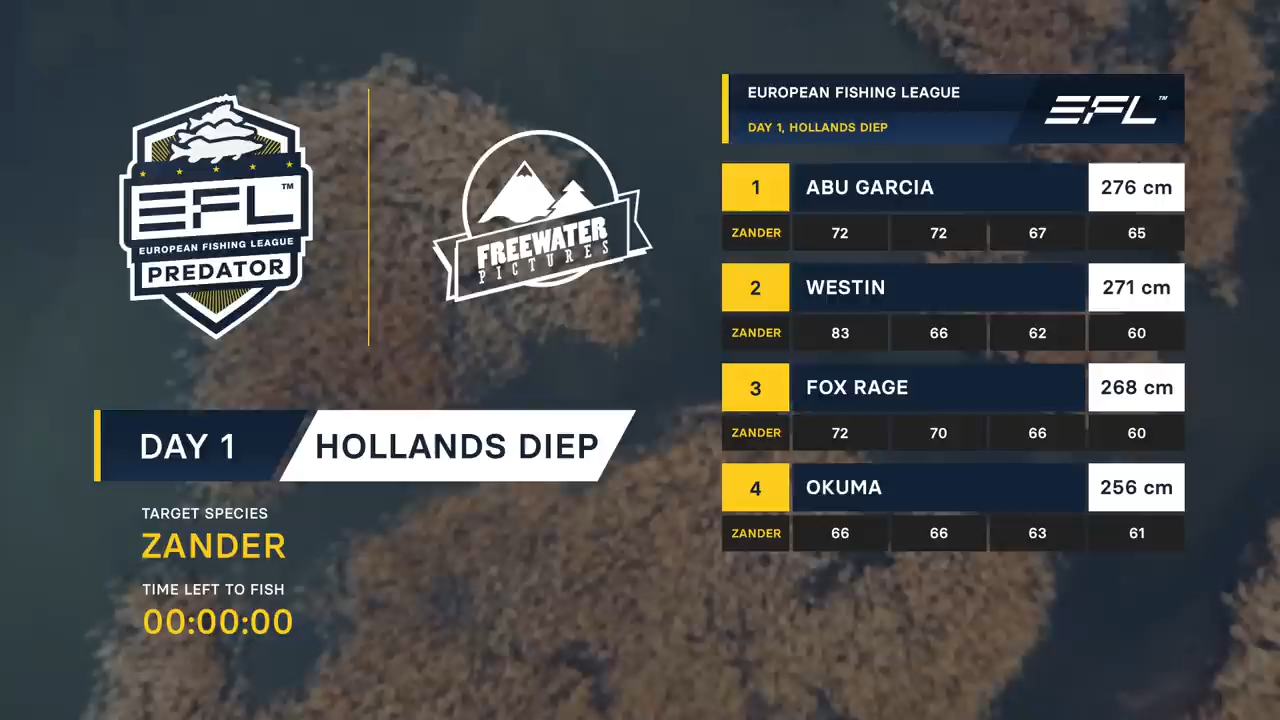 EFL™
EUROPEAN FISHING LEAGUE
PREDATOR
FREEWATER
PICTURES
DAY 1
HOLLANDS DIEP
TARGET SPECIES
ZANDER
TIME LEFT TO FISH
00:00:00
EUROPEAN FISHING LEAGUE
DAY 1, HOLLANDS DIEP
EFL™
1 ABU GARCIA 276 cm
ZANDER 72 72 67 65
2 WESTIN 271 cm
ZANDER 83 66 62 60
3 FOX RAGE 268 cm
ZANDER 72 70 66 60
4 OKUMA 256 cm
ZANDER 66 66 63 61